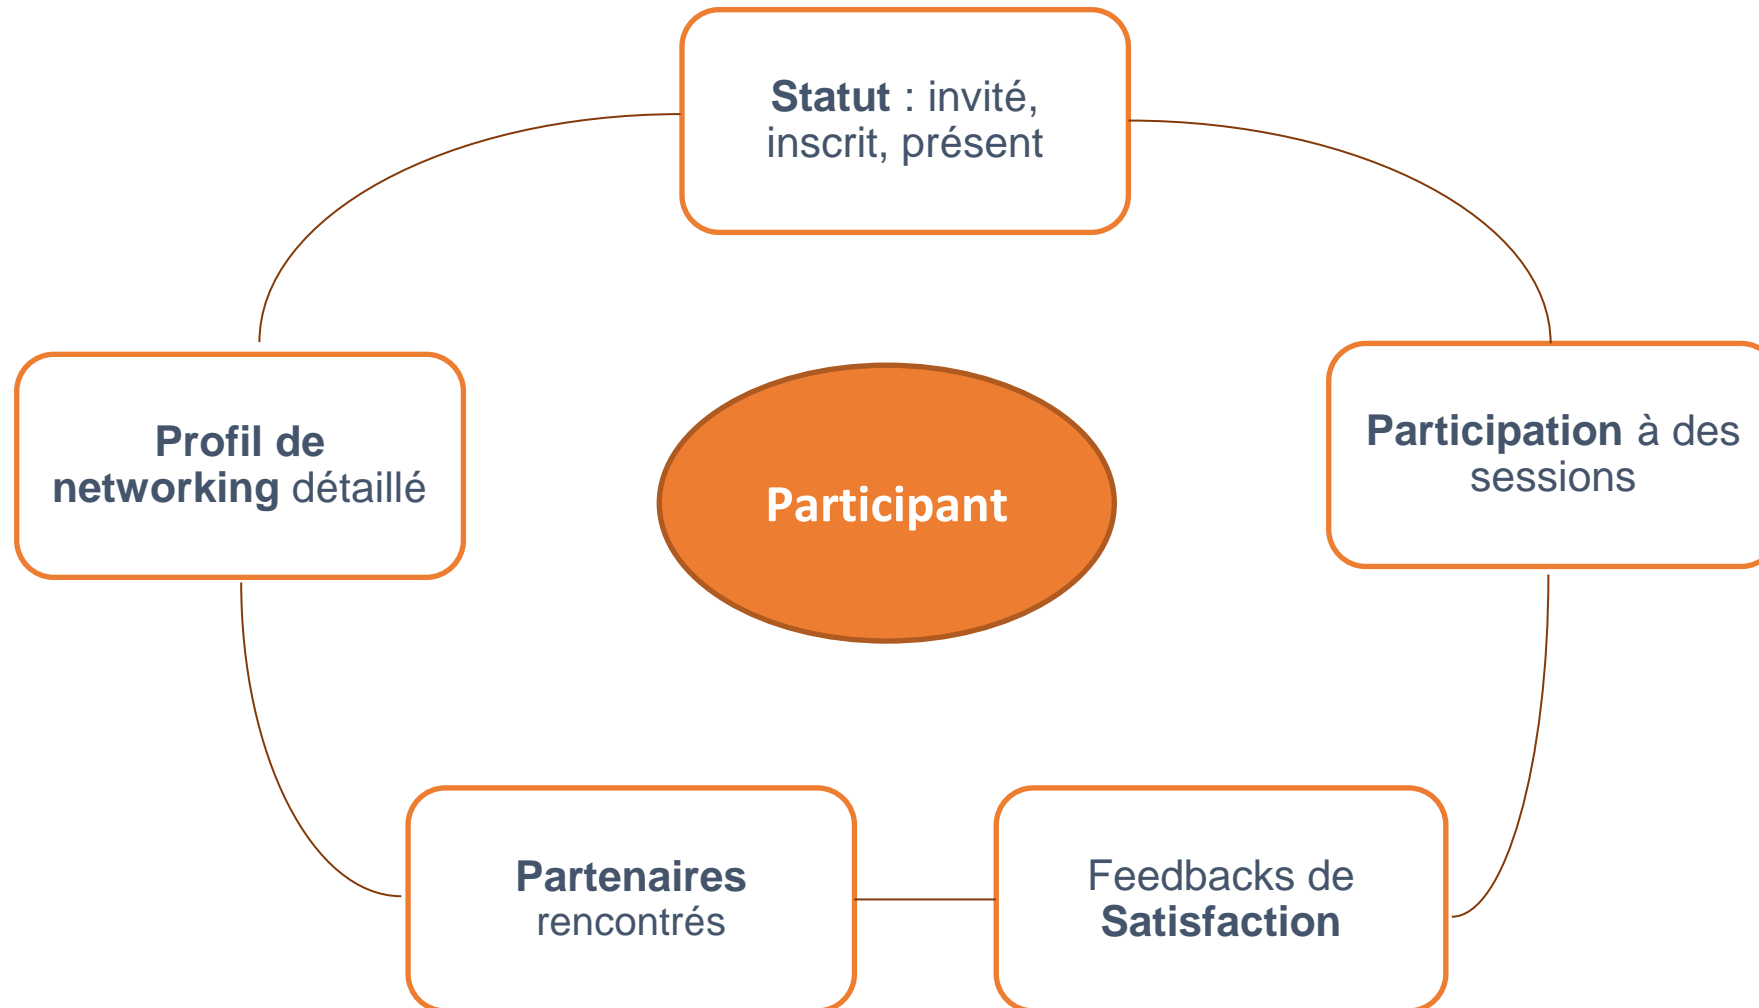 Statut : invité,
inscrit, présent
Profil de
networking détaillé
Participant
Participation à des
sessions
Partenaires
rencontrés
Feedbacks de
Satisfaction